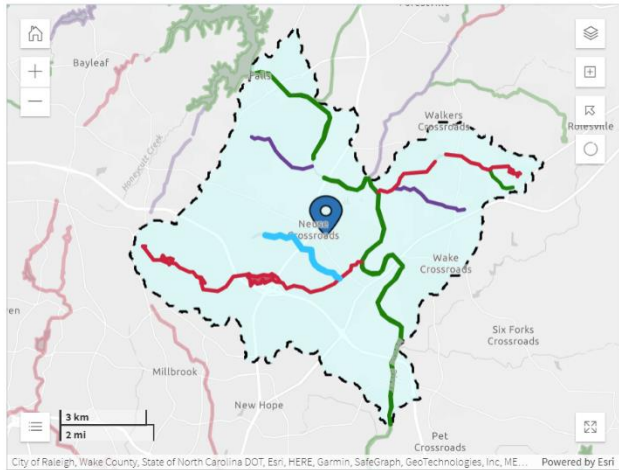 Bayleaf
Falls
Walkers
Crossroads
Rolesville
Honeycutt Creek
Neuse
Crossroads
Wake
Crossroads
Six Forks
Crossroads
Millbrook
New Hope
3 km
2 mi
Pet
Crossroads
City of Raleigh, Wake County, State of North Carolina DOT, Esri, HERE, Garmin, SafeGraph, GeoTechnologies, Inc, ME... Powered by Esri